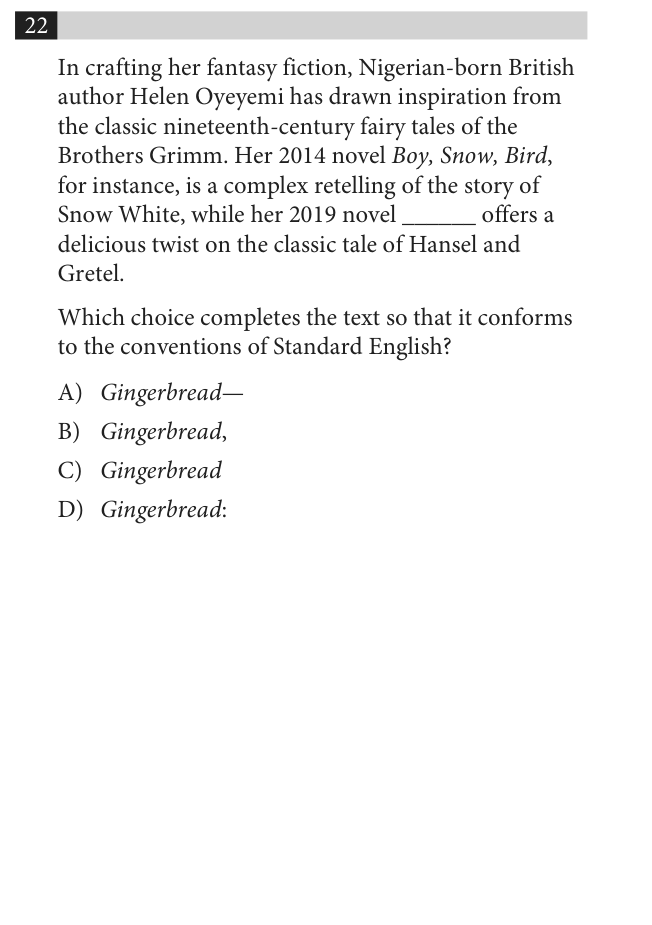 22
In crafting her fantasy fiction, Nigerian-born British
author Helen Oyeyemi has drawn inspiration from
the classic nineteenth-century fairy tales of the
Brothers Grimm. Her 2014 novel Boy, Snow, Bird,
for instance, is a complex retelling of the story of
Snow White, while her 2019 novel ______ offers a
delicious twist on the classic tale of Hansel and
Gretel.
Which choice completes the text so that it conforms
to the conventions of Standard English?
A) Gingerbread—
B) Gingerbread,
C) Gingerbread
D) Gingerbread: